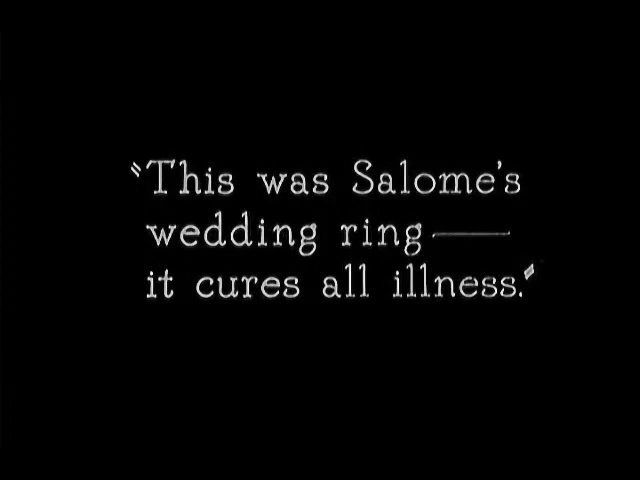 "This was Salome's
wedding ring—
it cures all illness."